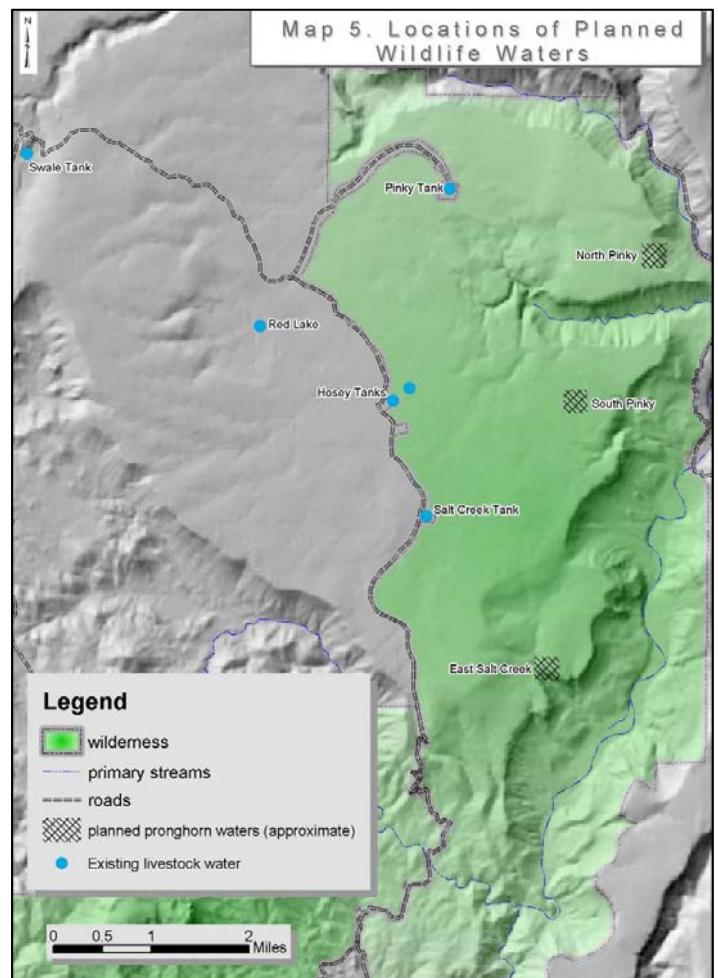 Map 5. Locations of Planned
Wildlife Waters
N
Swale Tank
Pinky Tank
North Pinky
Red Lake
Hosey Tanks
South Pinky
Salt Creek Tank
East Salt Creek
Legend
wilderness
primary streams
roads
planned pronghorn waters (approximate)
Existing livestock water
0 0.5 1 2
Miles